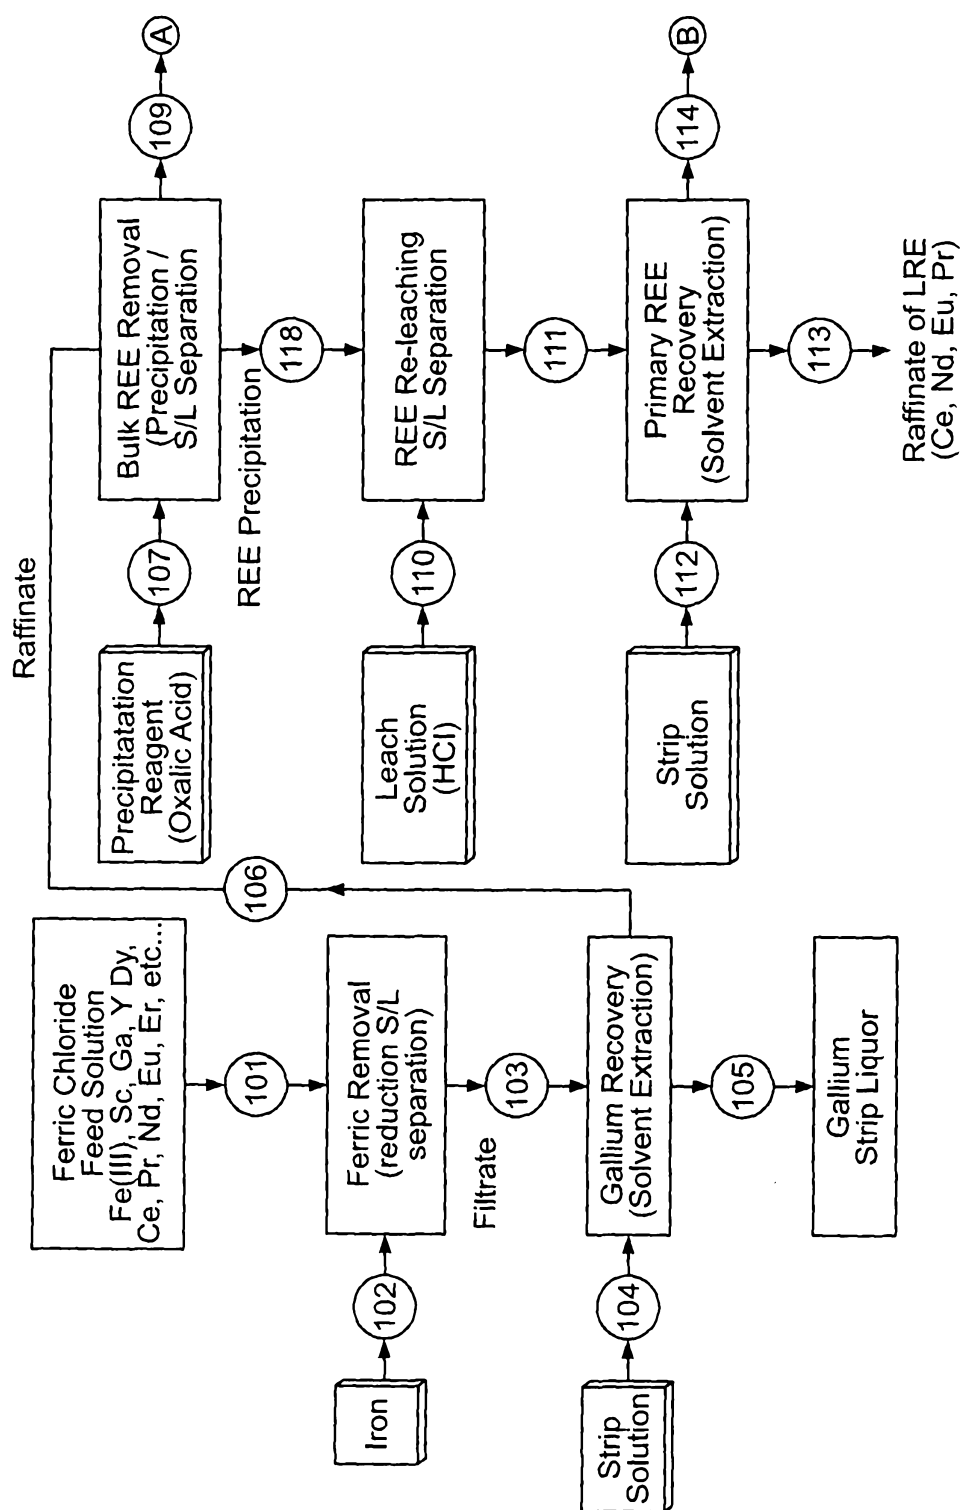 Ferric Chloride
Feed Solution
Fe(III), Sc, Ga, Y Dy,
Ce, Pr, Nd, Eu, Er, etc...
101
Iron
102
Ferric Removal
(reduction S/L
separation)
Filtrate
103
Strip
Solution
104
Gallium Recovery
(Solvent Extraction)
105
Gallium
Strip Liquor
106
Raffinate
Precipitatation
Reagent
(Oxalic Acid)
107
Bulk REE Removal
(Precipitation /
S/L Separation
109
A
REE Precipitation
118
Leach
Solution
(HCl)
110
REE Re-leaching
S/L Separation
111
Strip
Solution
112
Primary REE
Recovery
(Solvent Extraction)
114
B
113
Raffinate of LRE
(Ce, Nd, Eu, Pr)